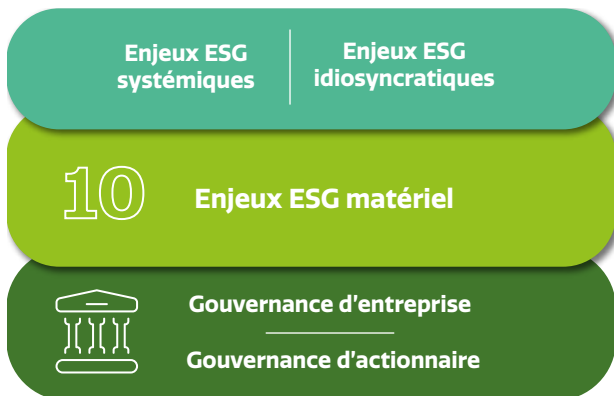 Enjeux ESG
systémiques
Enjeux ESG
idiosyncratiques
10
Enjeux ESG matériel
Gouvernance d'entreprise
Gouvernance d'actionnaire